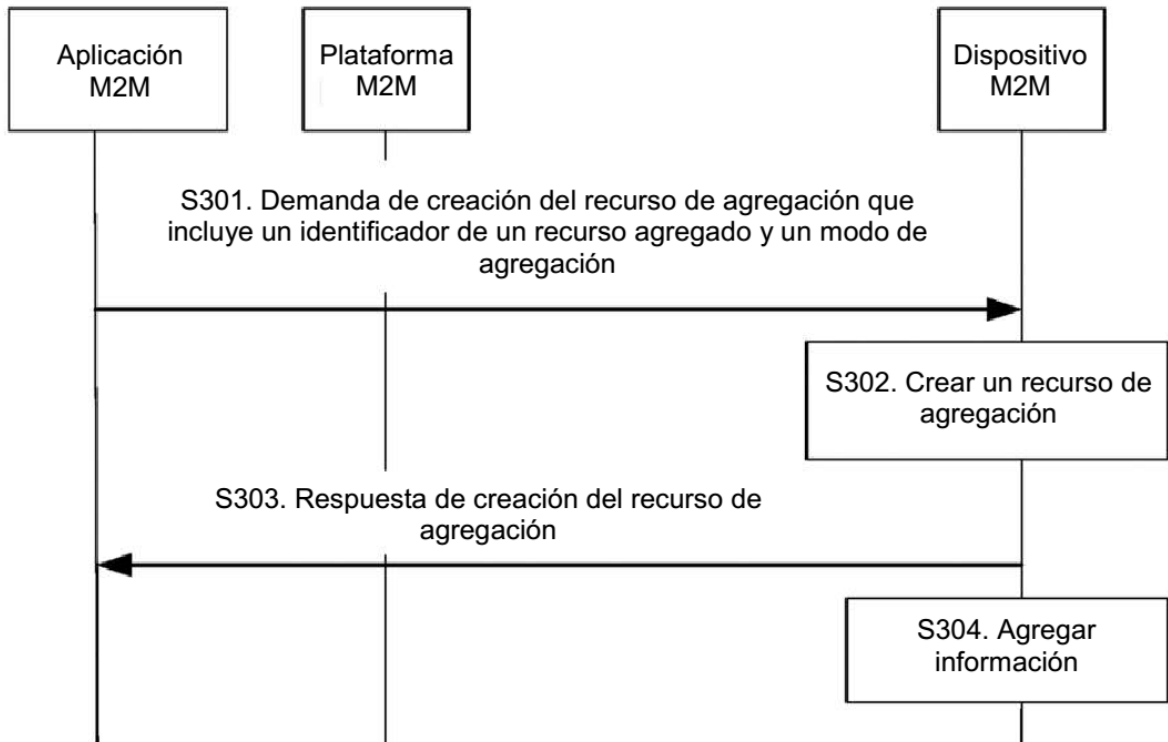 Aplicación
M2M
Plataforma
M2M
Dispositivo
M2M
S301. Demanda de creación del recurso de agregación que
incluye un identificador de un recurso agregado y un modo de
agregación
S302. Crear un recurso de
agregación
S303. Respuesta de creación del recurso de
agregación
S304. Agregar
información